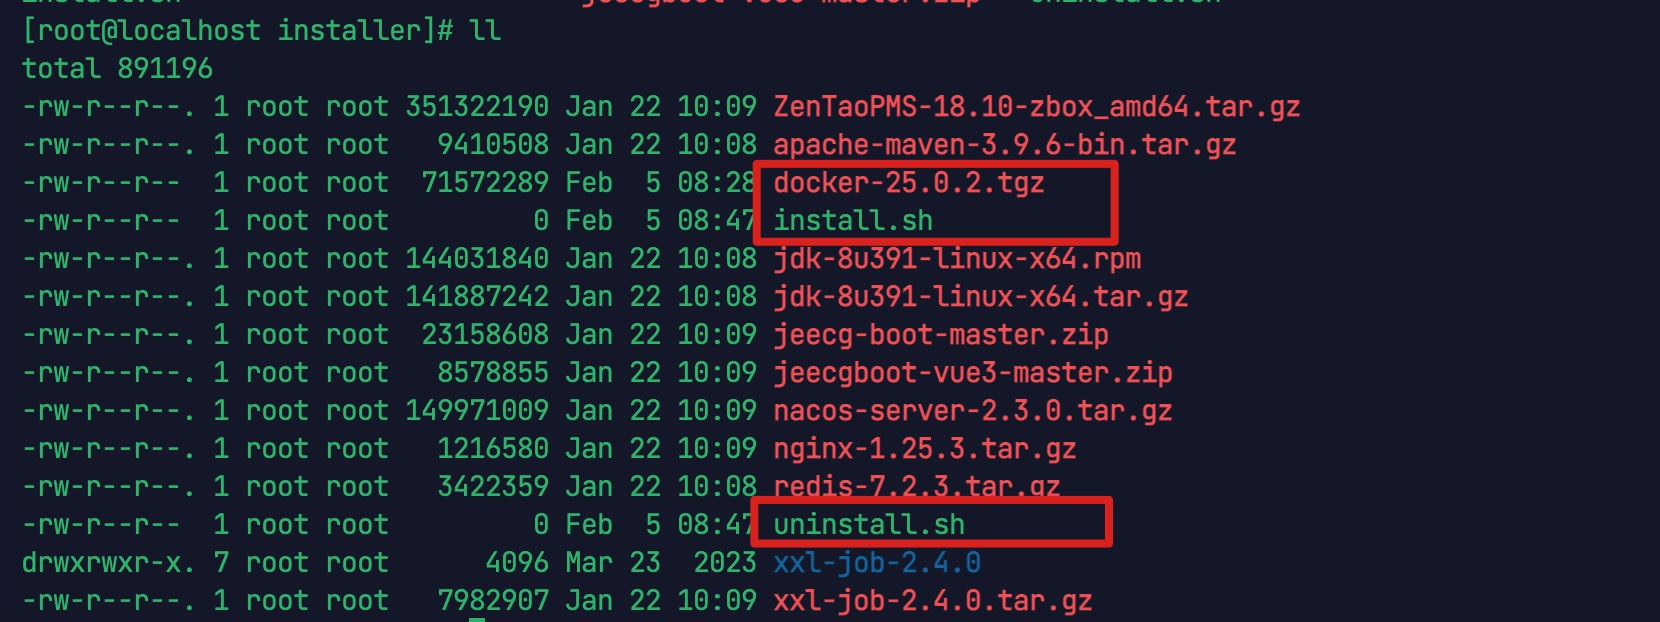 [root@localhost installer]# ll
total 891196
-rw-r--r--. 1 root root 351322190 Jan 22 10:09 ZenTaoPMS-18.10-zbox_amd64.tar.gz
-rw-r--r--. 1 root root   9410508 Jan 22 10:08 apache-maven-3.9.6-bin.tar.gz
-rw-r--r--  1 root root  71572289 Feb  5 08:28 docker-25.0.2.tgz
-rw-r--r--  1 root root         0 Feb  5 08:47 install.sh
-rw-r--r--. 1 root root 144031840 Jan 22 10:08 jdk-8u391-linux-x64.rpm
-rw-r--r--. 1 root root 141887242 Jan 22 10:08 jdk-8u391-linux-x64.tar.gz
-rw-r--r--. 1 root root  23158608 Jan 22 10:09 jeecg-boot-master.zip
-rw-r--r--. 1 root root   8578855 Jan 22 10:09 jeecgboot-vue3-master.zip
-rw-r--r--. 1 root root 149971009 Jan 22 10:09 nacos-server-2.3.0.tar.gz
-rw-r--r--. 1 root root   1216580 Jan 22 10:09 nginx-1.25.3.tar.gz
-rw-r--r--. 1 root root   3422359 Jan 22 10:08 redis-7.2.3.tar.gz
-rw-r--r--  1 root root         0 Feb  5 08:47 uninstall.sh
drwxrwxr-x. 7 root root      4096 Mar 23  2023 xxl-job-2.4.0
-rw-r--r--. 1 root root   7982907 Jan 22 10:09 xxl-job-2.4.0.tar.gz